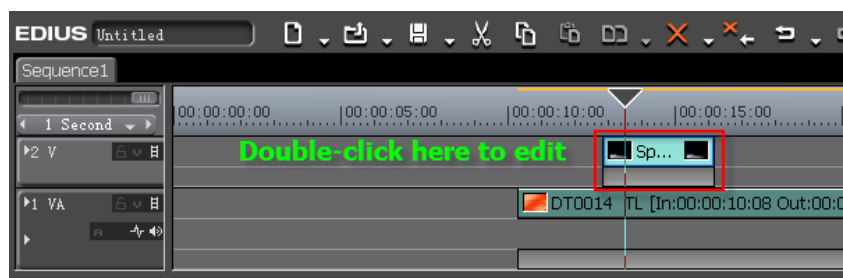 EDIUS Untitled
Sequence1
1 Second
00:00:00:00 00:00:05:00 00:00:10:00 00:00:15:00
2 V
Double-click here to edit
Sp...
1 VA
DT0014 TL [In:00:00:10:08 Out:00:0